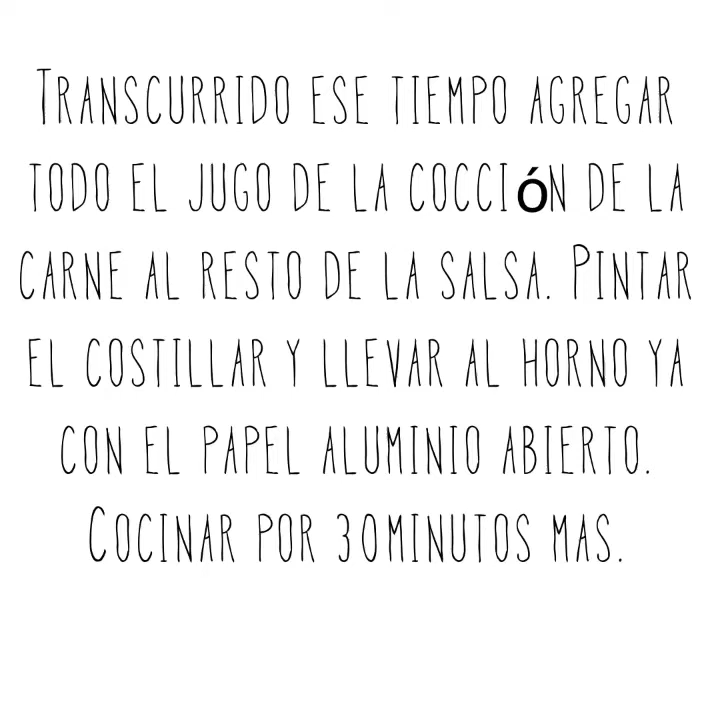 Transcurrido ese tiempo agregar
todo el jugo de la cocción de la
carne al resto de la salsa. Pintar
el costillar y llevar al horno ya
con el papel aluminio abierto.
Cocinar por 30minutos mas.